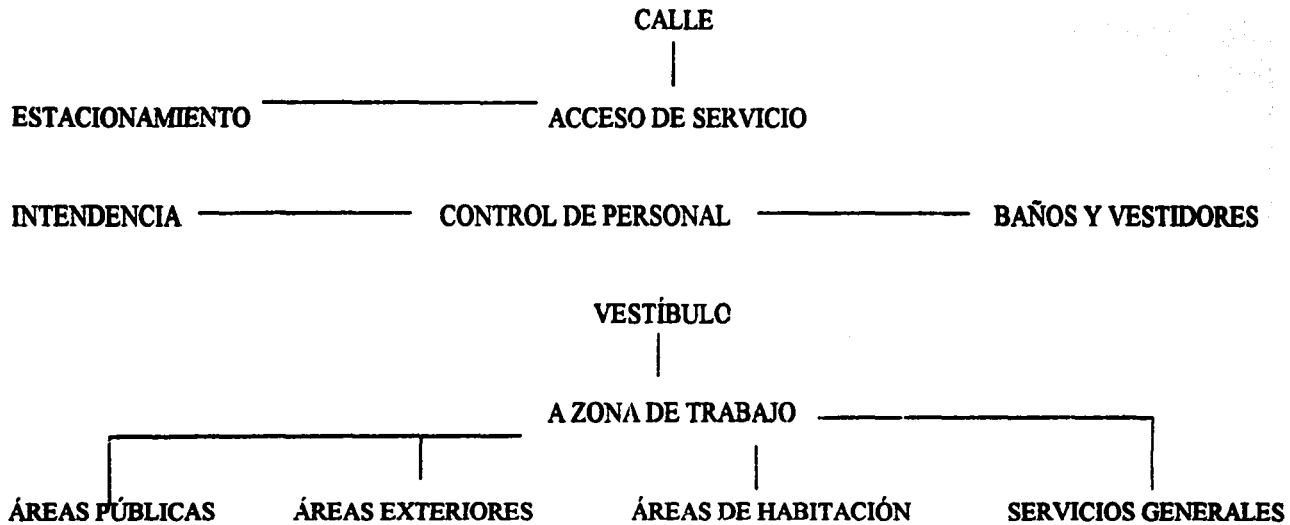 CALLE
ESTACIONAMIENTO ACCESO DE SERVICIO
INTENDENCIA CONTROL DE PERSONAL BAÑOS Y VESTIDORES
VESTÍBULO
A ZONA DE TRABAJO
ÁREAS PÚBLICAS ÁREAS EXTERIORES ÁREAS DE HABITACIÓN SERVICIOS GENERALES